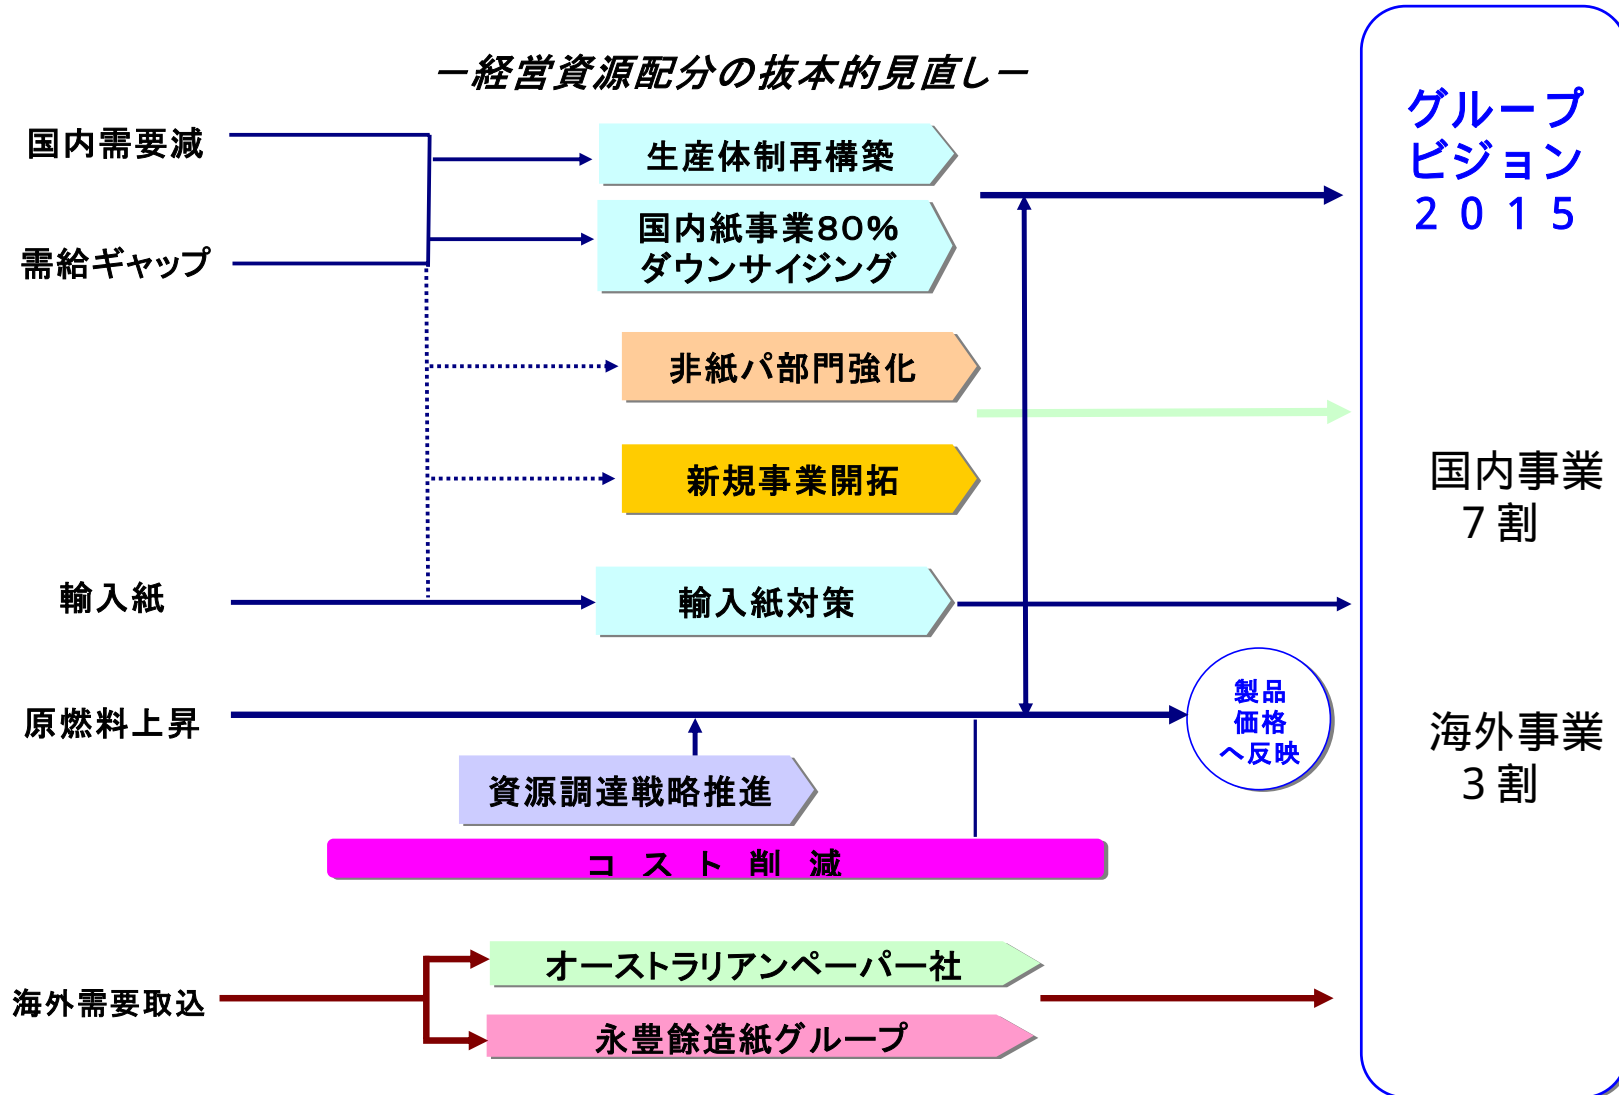 －経営資源配分の抜本的見直し－
グループ
ビジョン
２０１５
国内需要減
生産体制再構築
国内紙事業８０％
ダウンサイジング
需給ギャップ
非紙パ部門強化
新規事業開拓
国内事業
７割
輸入紙
輸入紙対策
原燃料上昇
製品
価格
へ反映
海外事業
３割
資源調達戦略推進
コスト削減
海外需要取込
オーストラリアンペーパー社
永豊餘造紙グループ